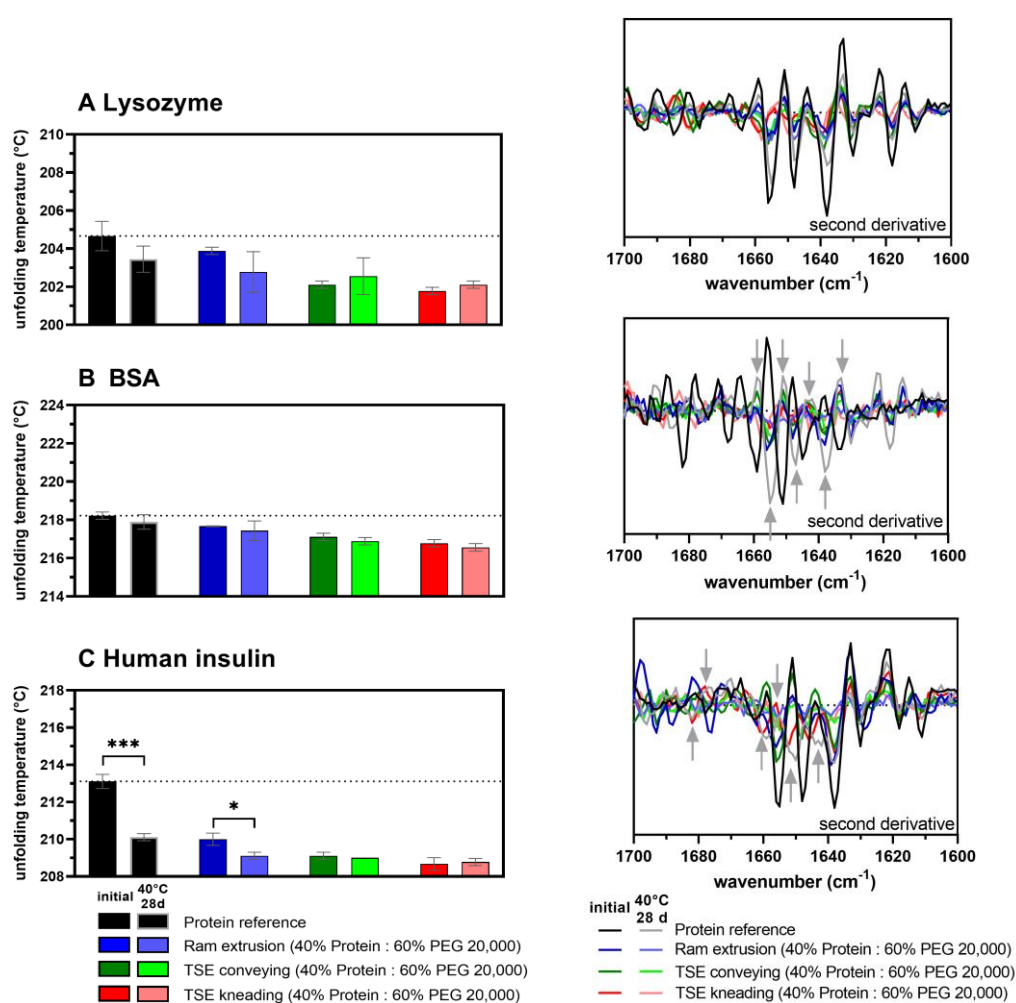 A Lysozyme
unfolding temperature (°C)
210
208
205
204
202
200
second derivative
1700 1680 1660 1640 1620 1600
wavenumber (cm-1)
B BSA
unfolding temperature (°C)
224
222
220
218
216
214
second derivative
1700 1680 1660 1640 1620 1600
wavenumber (cm-1)
C Human insulin
unfolding temperature (°C)
218
217
214
212
210
208
***
*
second derivative
1700 1680 1660 1640 1620 1600
wavenumber (cm-1)
initial 40°C
28d
Protein reference
Ram extrusion (40% Protein : 60% PEG 20,000)
TSE conveying (40% Protein : 60% PEG 20,000)
TSE kneading (40% Protein : 60% PEG 20,000)
initial 40°C
28 d
Protein reference
Ram extrusion (40% Protein : 60% PEG 20,000)
TSE conveying (40% Protein : 60% PEG 20,000)
TSE kneading (40% Protein : 60% PEG 20,000)